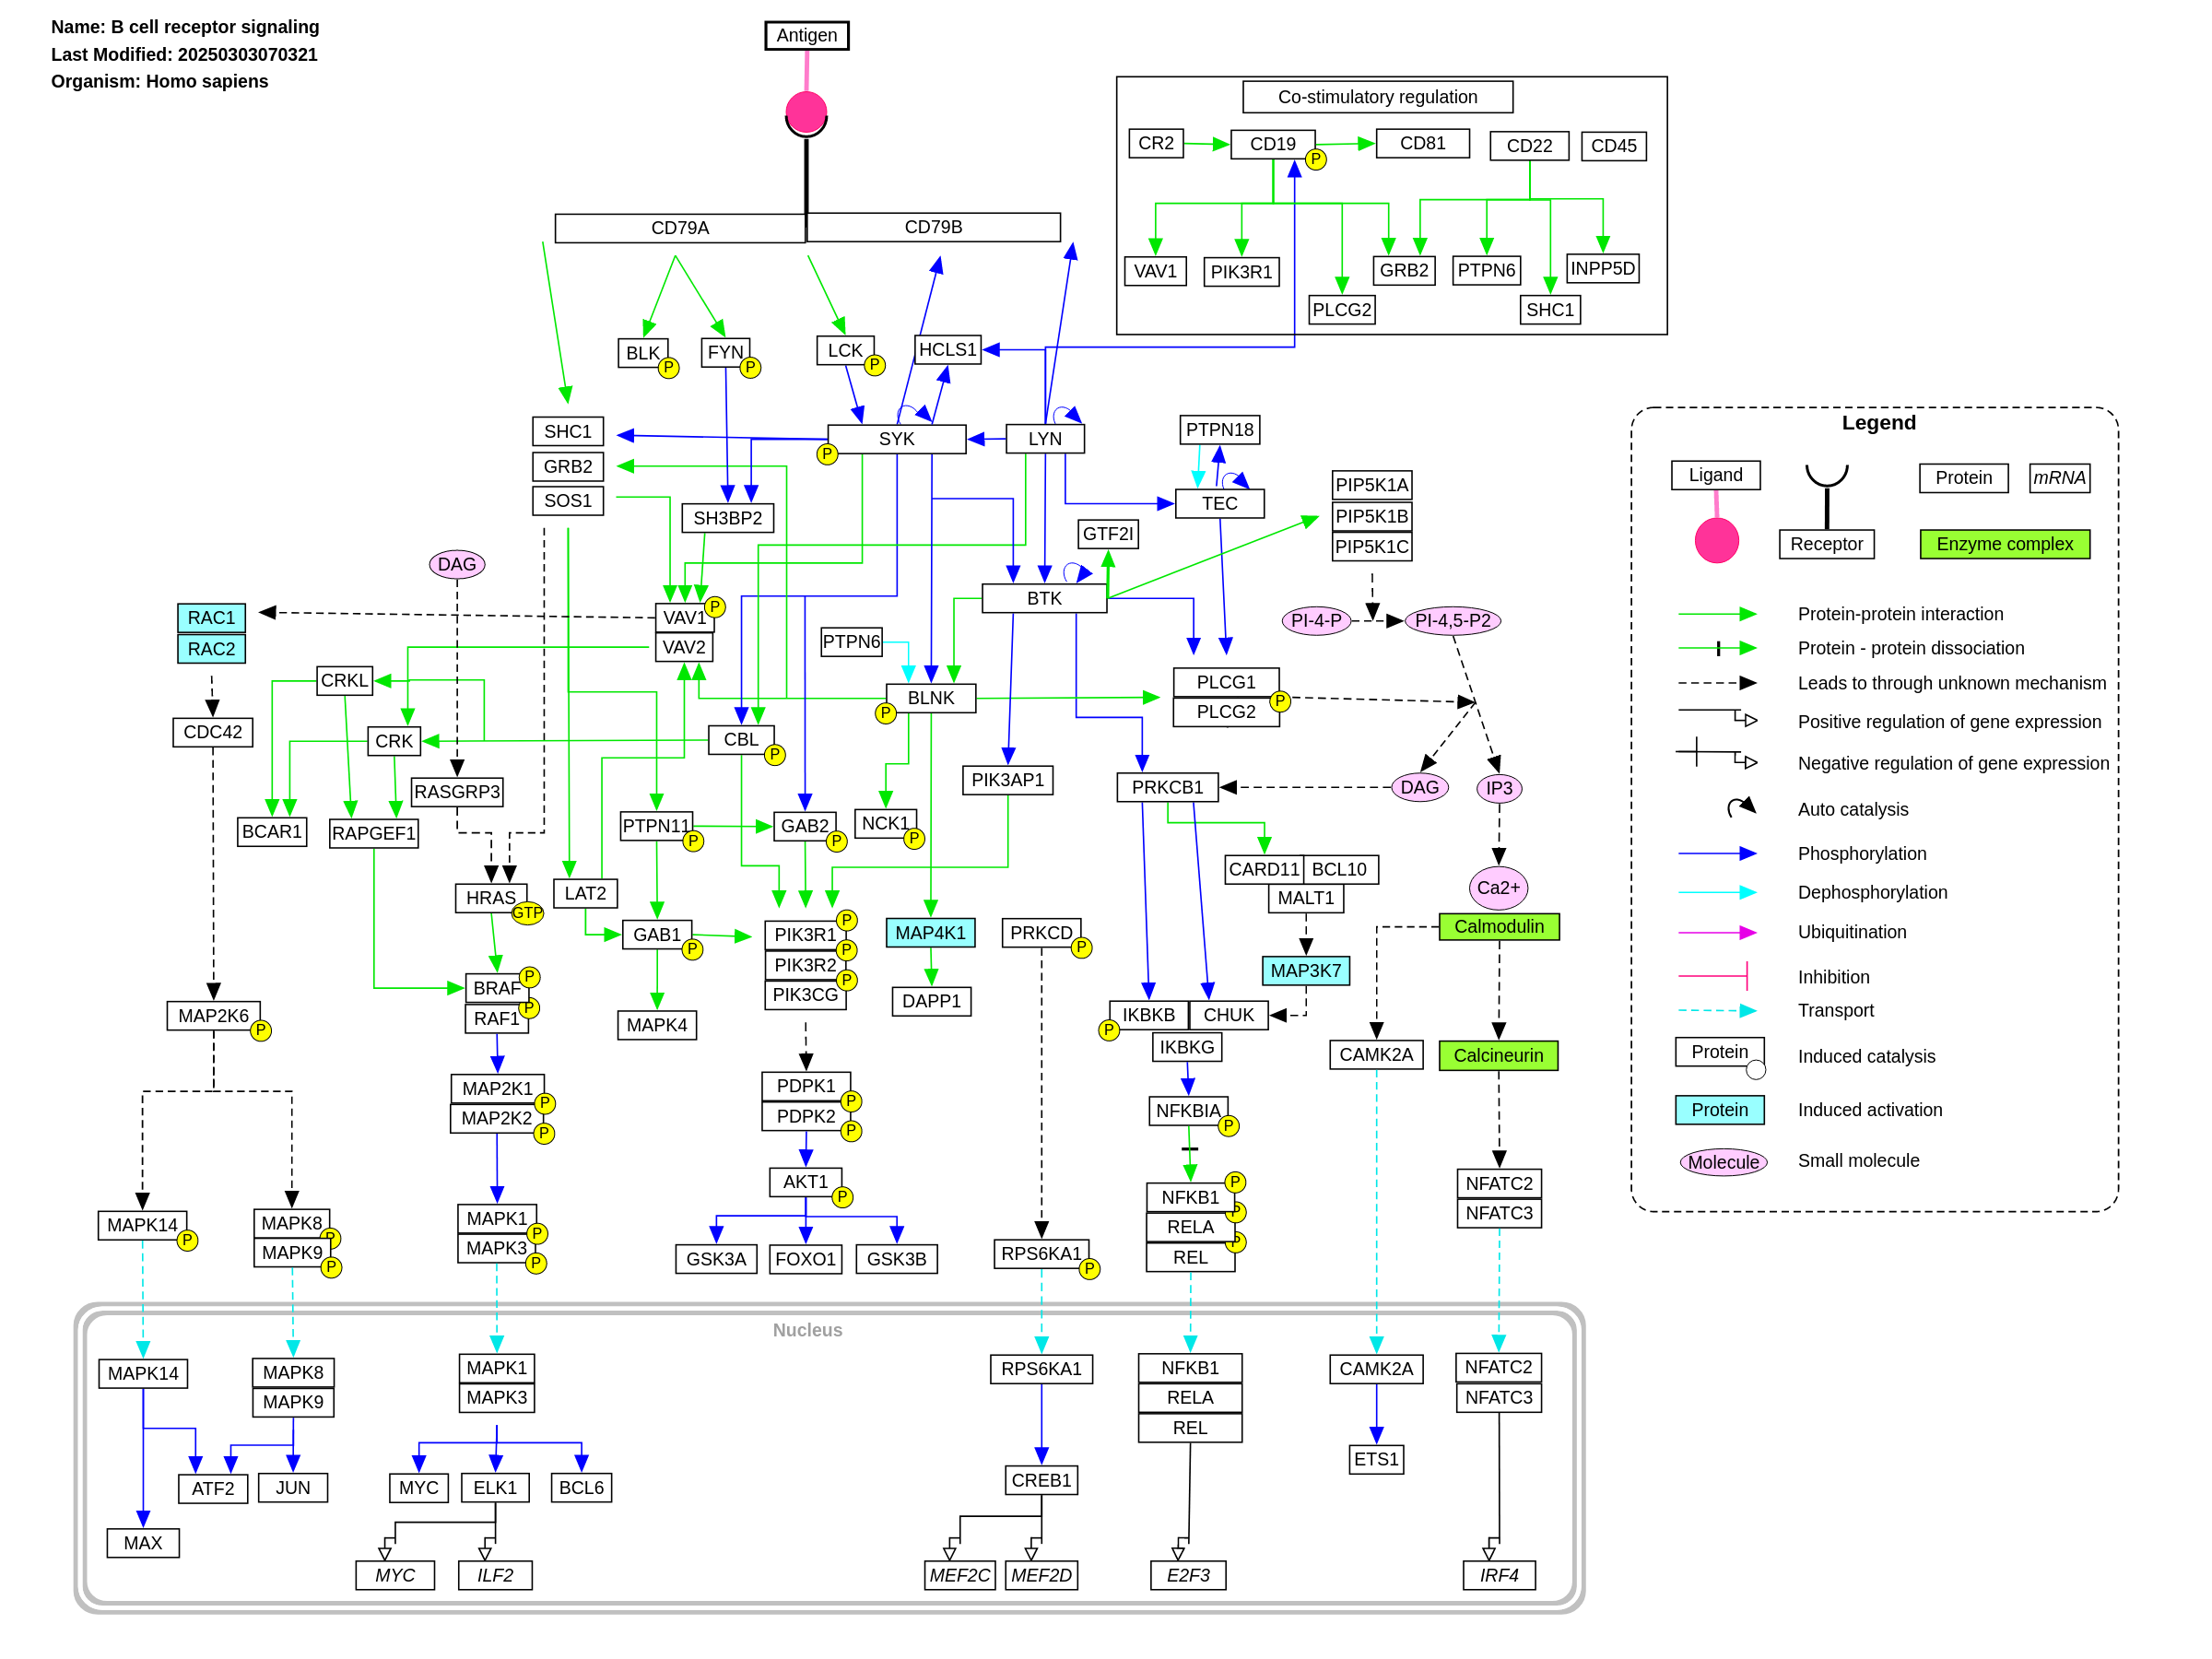 Name: B cell receptor signaling
Last Modified: 20250303070321
Organism: Homo sapiens
Antigen
Co-stimulatory regulation
CR2
CD19
P
CD81
CD22
CD45
VAV1
PIK3R1
PLCG2
GRB2
PTPN6
SHC1
INPP5D
CD79A
CD79B
BLK
P
FYN
P
LCK
P
HCLS1
SHC1
GRB2
SOS1
SYK
P
LYN
PTPN18
TEC
SH3BP2
GTF2I
PIP5K1A
PIP5K1B
PIP5K1C
DAG
BTK
RAC1
RAC2
VAV1
P
VAV2
PTPN6
PI-4-P
PI-4,5-P2
CRKL
BLNK
P
PLCG1
PLCG2
P
CDC42
CRK
CBL
P
RASGRP3
PIK3AP1
PRKCB1
DAG
IP3
BCAR1
RAPGEF1
PTPN11
P
GAB2
P
NCK1
P
CARD11
BCL10
MALT1
Ca2+
HRAS
GTP
LAT2
GAB1
P
PIK3R1
P
PIK3R2
P
PIK3CG
P
MAP4K1
PRKCD
P
Calmodulin
MAP3K7
BRAF
P
RAF1
P
DAPP1
MAP2K6
P
MAPK4
IKBKB
P
CHUK
IKBKG
CAMK2A
Calcineurin
MAP2K1
P
MAP2K2
P
PDPK1
P
PDPK2
P
NFKBIA
P
AKT1
P
NFKB1
P
RELA
P
REL
P
NFATC2
NFATC3
MAPK14
P
MAPK8
P
MAPK9
P
MAPK1
P
MAPK3
P
GSK3A
FOXO1
GSK3B
RPS6KA1
P
Nucleus
MAPK14
MAPK8
MAPK9
MAPK1
MAPK3
RPS6KA1
NFKB1
RELA
REL
CAMK2A
NFATC2
NFATC3
ETS1
ATF2
JUN
MYC
ELK1
BCL6
CREB1
MAX
MYC
ILF2
MEF2C
MEF2D
E2F3
IRF4
Legend
Ligand
Receptor
Protein
mRNA
Enzyme complex
Protein-protein interaction
Protein - protein dissociation
Leads to through unknown mechanism
Positive regulation of gene expression
Negative regulation of gene expression
Auto catalysis
Phosphorylation
Dephosphorylation
Ubiquitination
Inhibition
Transport
Protein
Induced catalysis
Protein
Induced activation
Molecule
Small molecule